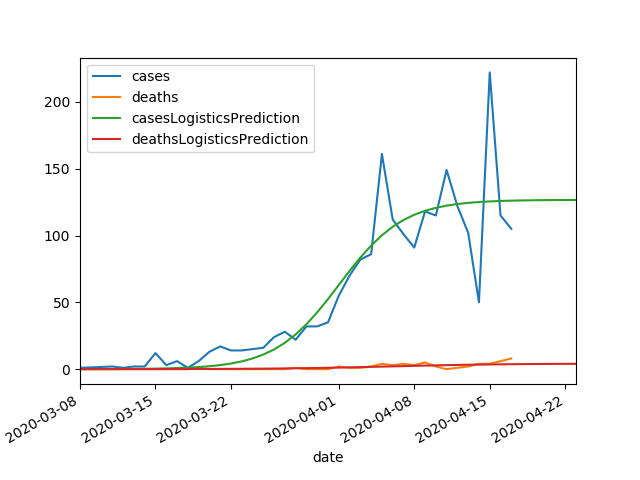 cases
deaths
casesLogisticsPrediction
deathsLogisticsPrediction
200
150
100
50
0
2020-03-08
2020-03-15
2020-03-22
2020-04-01
2020-04-08
2020-04-15
2020-04-22
date